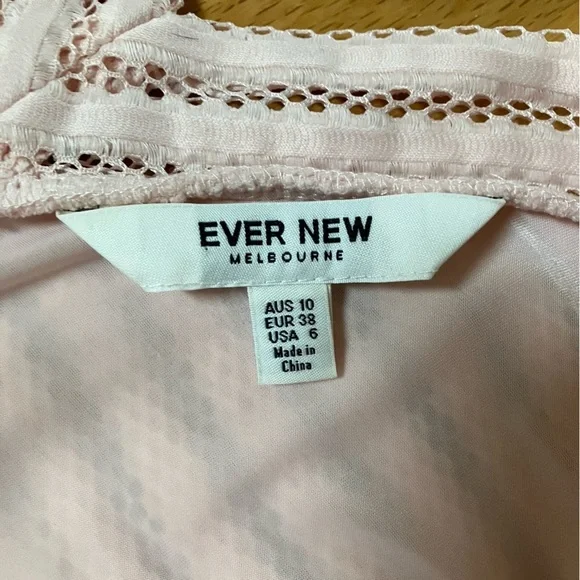 EVER NEW
MELBOURNE
AUS 10
EUR 38
USA 6
Made in
China